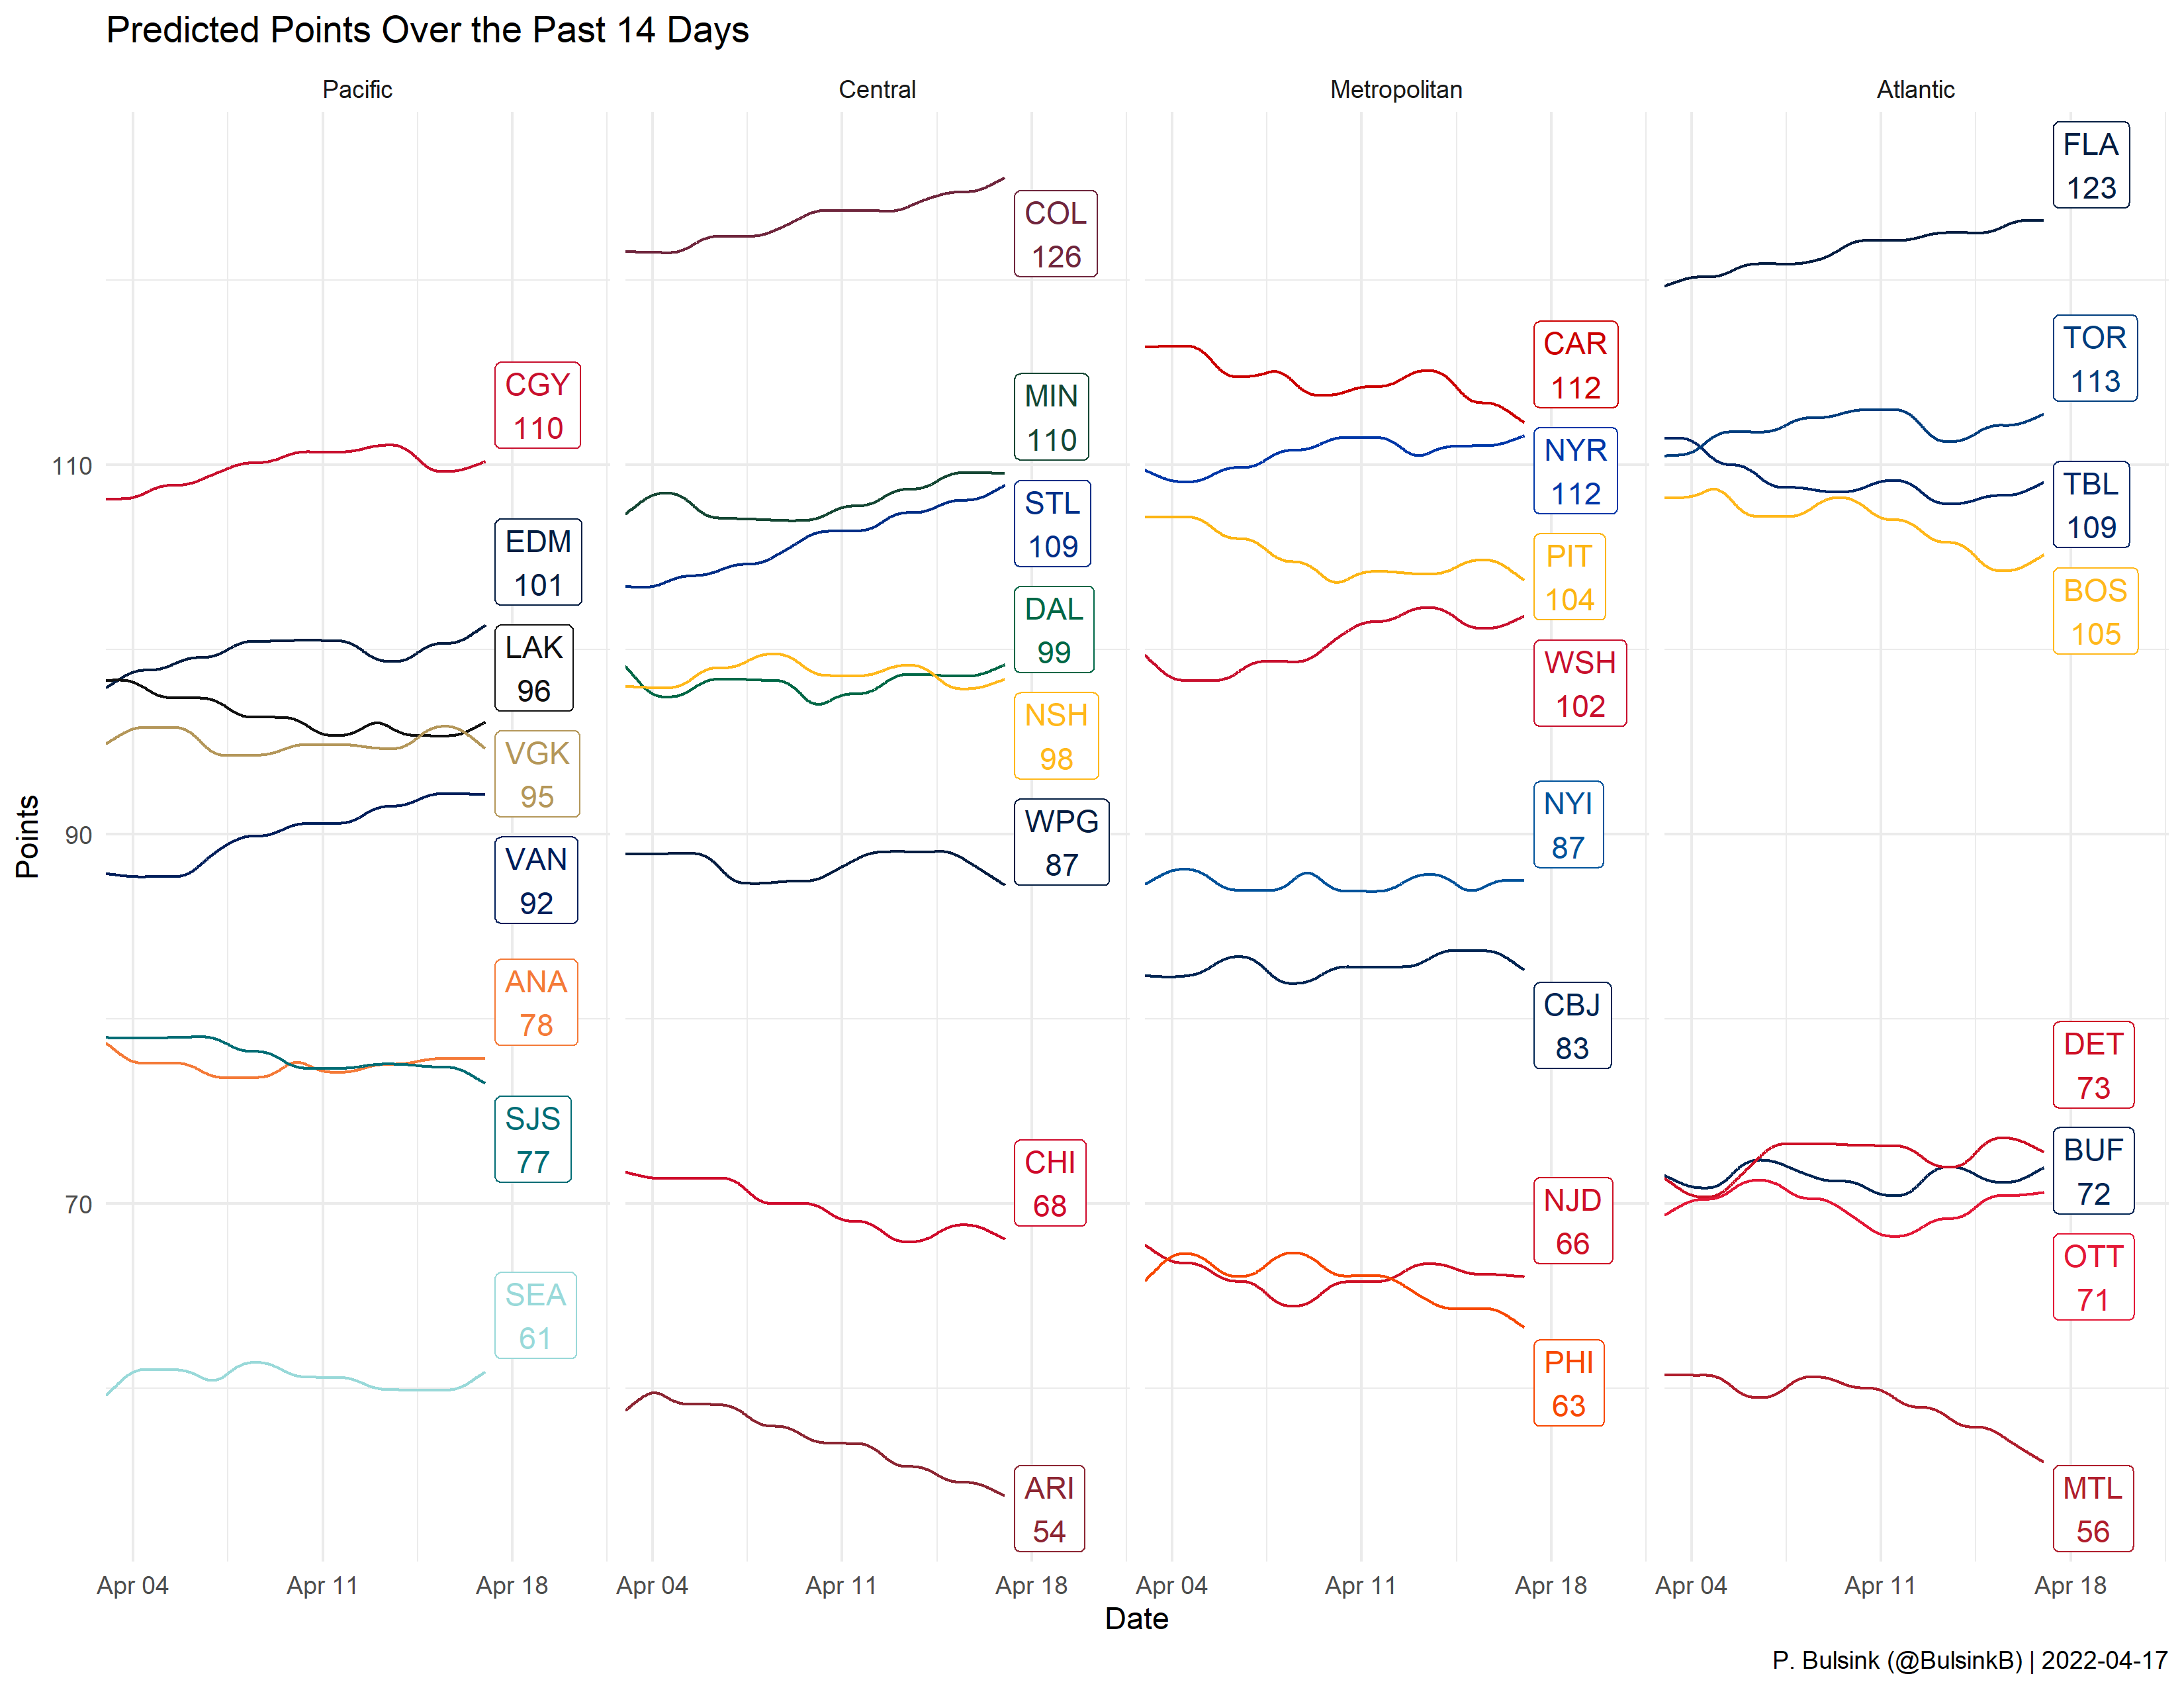 Predicted Points Over the Past 14 Days
Pacific
Central
Metropolitan
Atlantic
Points
110
90
70
CGY
110
EDM
101
LAK
96
VGK
95
VAN
92
ANA
78
SJS
77
SEA
61
COL
126
MIN
110
STL
109
DAL
99
NSH
98
WPG
87
CHI
68
ARI
54
CAR
112
NYR
112
PIT
104
WSH
102
NYI
87
CBJ
83
NJD
66
PHI
63
FLA
123
TOR
113
TBL
109
BOS
105
DET
73
BUF
72
OTT
71
MTL
56
Apr 04 Apr 11 Apr 18 Apr 04 Apr 11 Apr 18 Apr 04 Apr 11 Apr 18 Apr 04 Apr 11 Apr 18
Date
P. Bulsink (@BulsinkB) | 2022-04-17